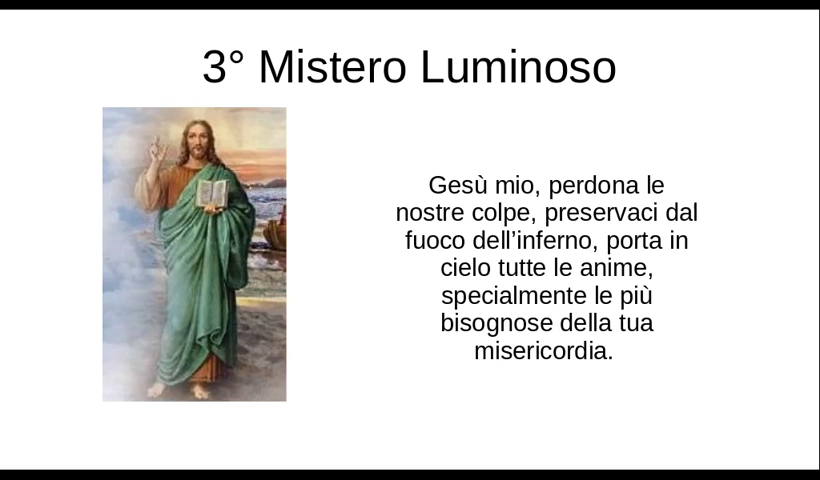 3° Mistero Luminoso
Gesù mio, perdona le
nostre colpe, preservaci dal
fuoco dell’inferno, porta in
cielo tutte le anime,
specialmente le più
bisognose della tua
misericordia.